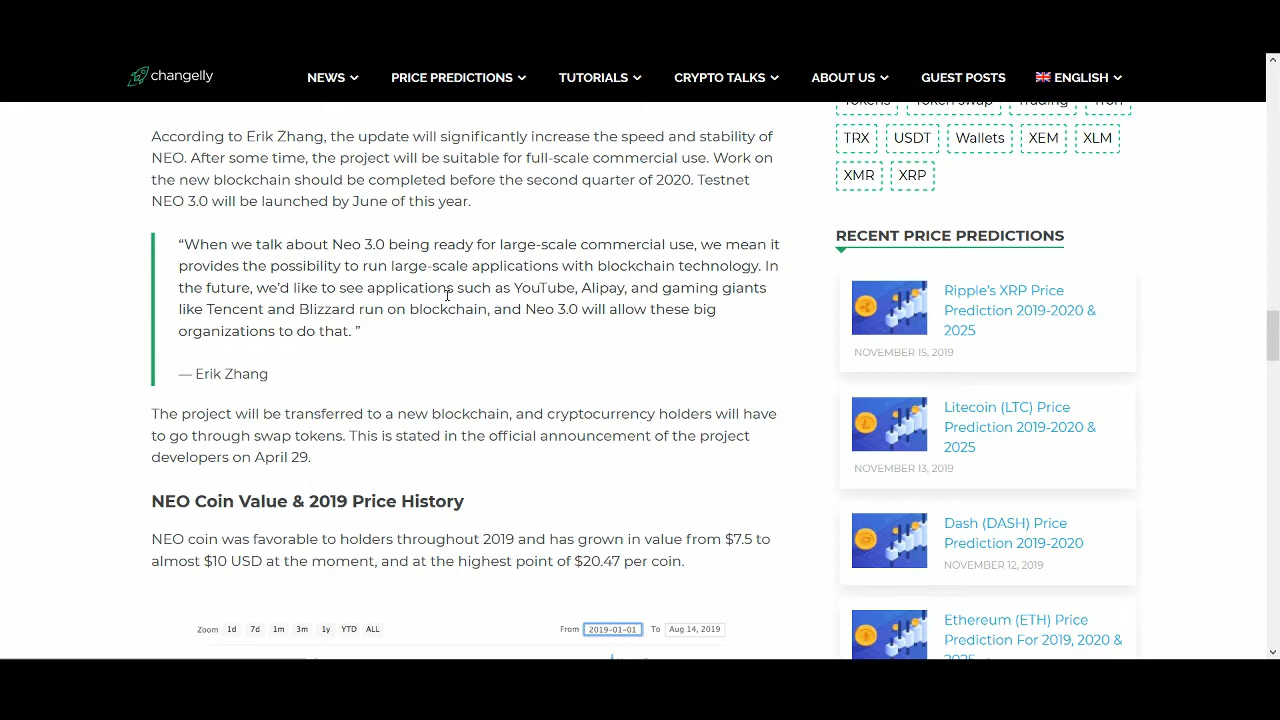 changelly
NEWS
PRICE PREDICTIONS
TUTORIALS
CRYPTO TALKS
ABOUT US
GUEST POSTS
ENGLISH
According to Erik Zhang, the update will significantly increase the speed and stability of
NEO. After some time, the project will be suitable for full-scale commercial use. Work on
the new blockchain should be completed before the second quarter of 2020. Testnet
NEO 3.0 will be launched by June of this year.
“When we talk about Neo 3.0 being ready for large-scale commercial use, we mean it
provides the possibility to run large-scale applications with blockchain technology. In
the future, we’d like to see applications such as YouTube, Alipay, and gaming giants
like Tencent and Blizzard run on blockchain, and Neo 3.0 will allow these big
organizations to do that. ”
— Erik Zhang
The project will be transferred to a new blockchain, and cryptocurrency holders will have
to go through swap tokens. This is stated in the official announcement of the project
developers on April 29.
NEO Coin Value & 2019 Price History
NEO coin was favorable to holders throughout 2019 and has grown in value from $7.5 to
almost $10 USD at the moment, and at the highest point of $20.47 per coin.
Zoom 1d 7d 1m 3m 1y YTD ALL
From 2019-01-01 To Aug 14, 2019
Tokens Token swap Trading Tron
TRX USDT Wallets XEM XLM
XMR XRP
RECENT PRICE PREDICTIONS
Ripple’s XRP Price
Prediction 2019-2020 &
2025
NOVEMBER 15, 2019
Litecoin (LTC) Price
Prediction 2019-2020 &
2025
NOVEMBER 13, 2019
Dash (DASH) Price
Prediction 2019-2020
NOVEMBER 12, 2019
Ethereum (ETH) Price
Prediction For 2019, 2020 &
2025